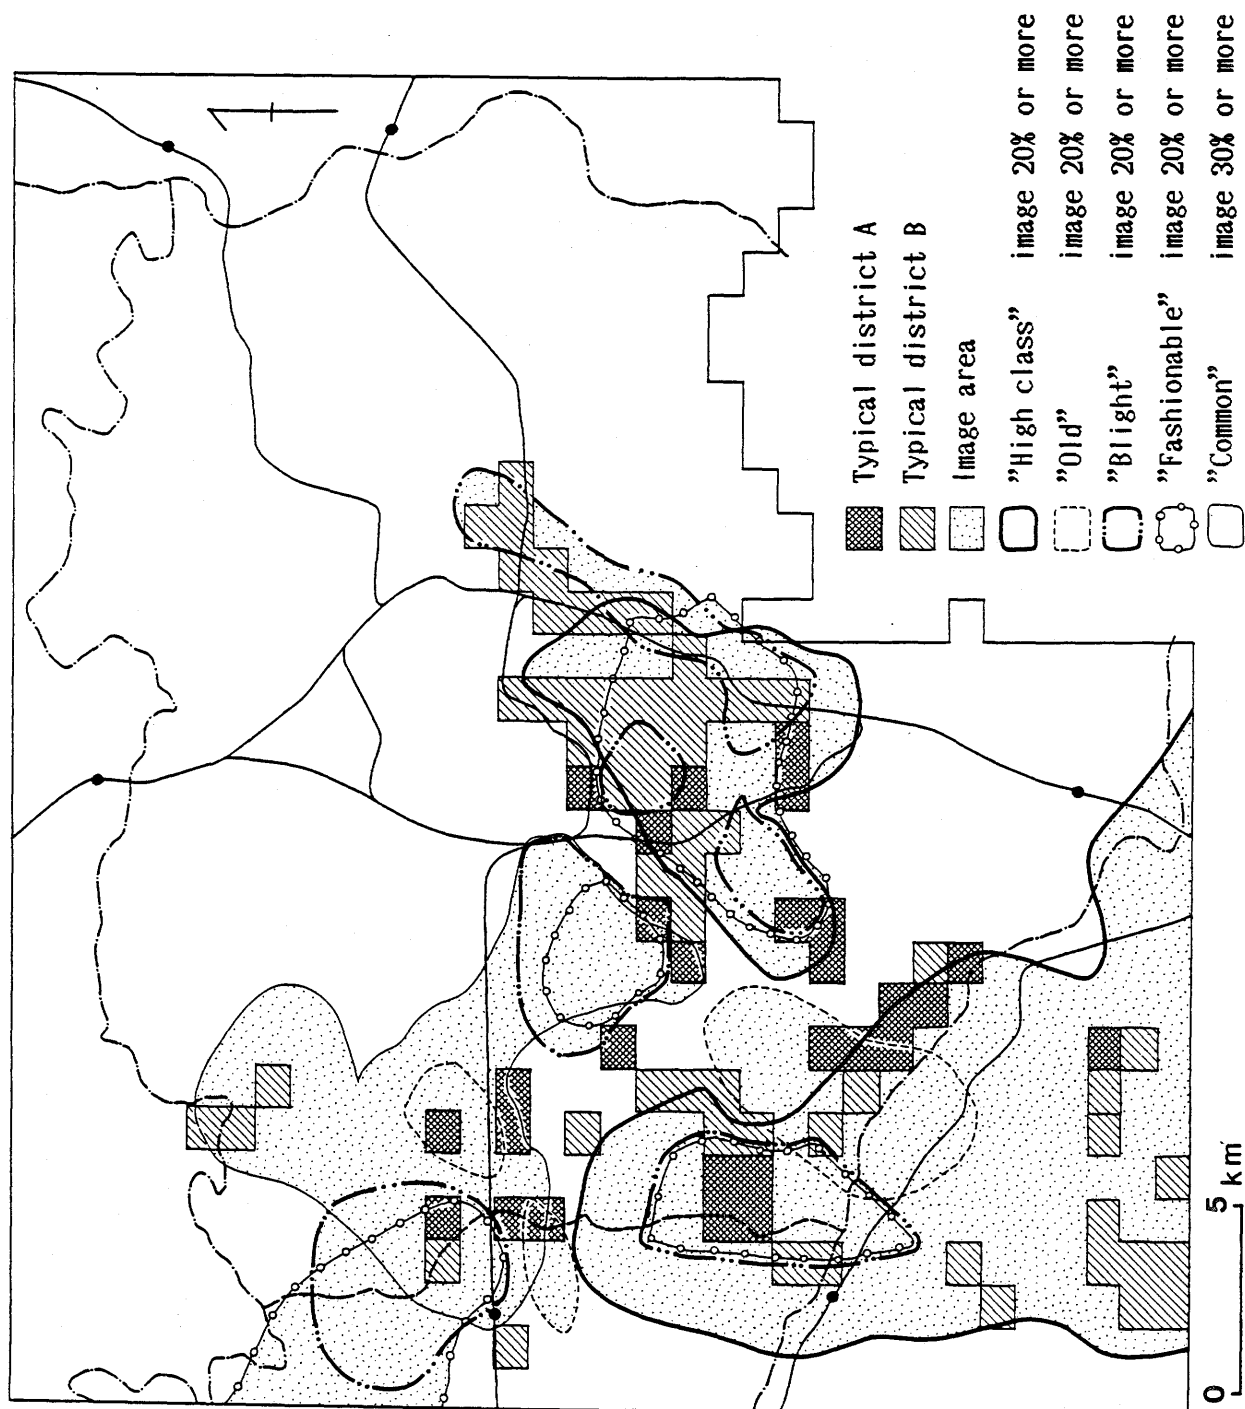 Typical district A
Typical district B
Image area
"High class" image 20% or more
"Old" image 20% or more
"Blight" image 20% or more
"Fashionable" image 20% or more
"Common" image 30% or more
0 5
km